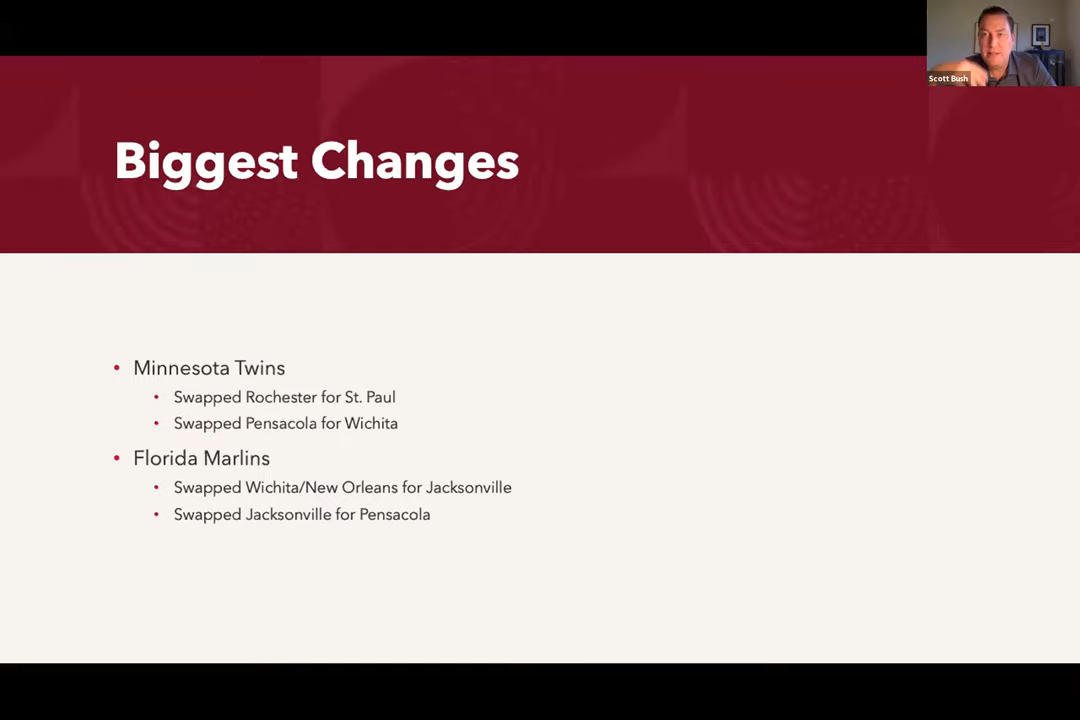 Scott Bush
Biggest Changes
• Minnesota Twins
• Swapped Rochester for St. Paul
• Swapped Pensacola for Wichita
• Florida Marlins
• Swapped Wichita/New Orleans for Jacksonville
• Swapped Jacksonville for Pensacola